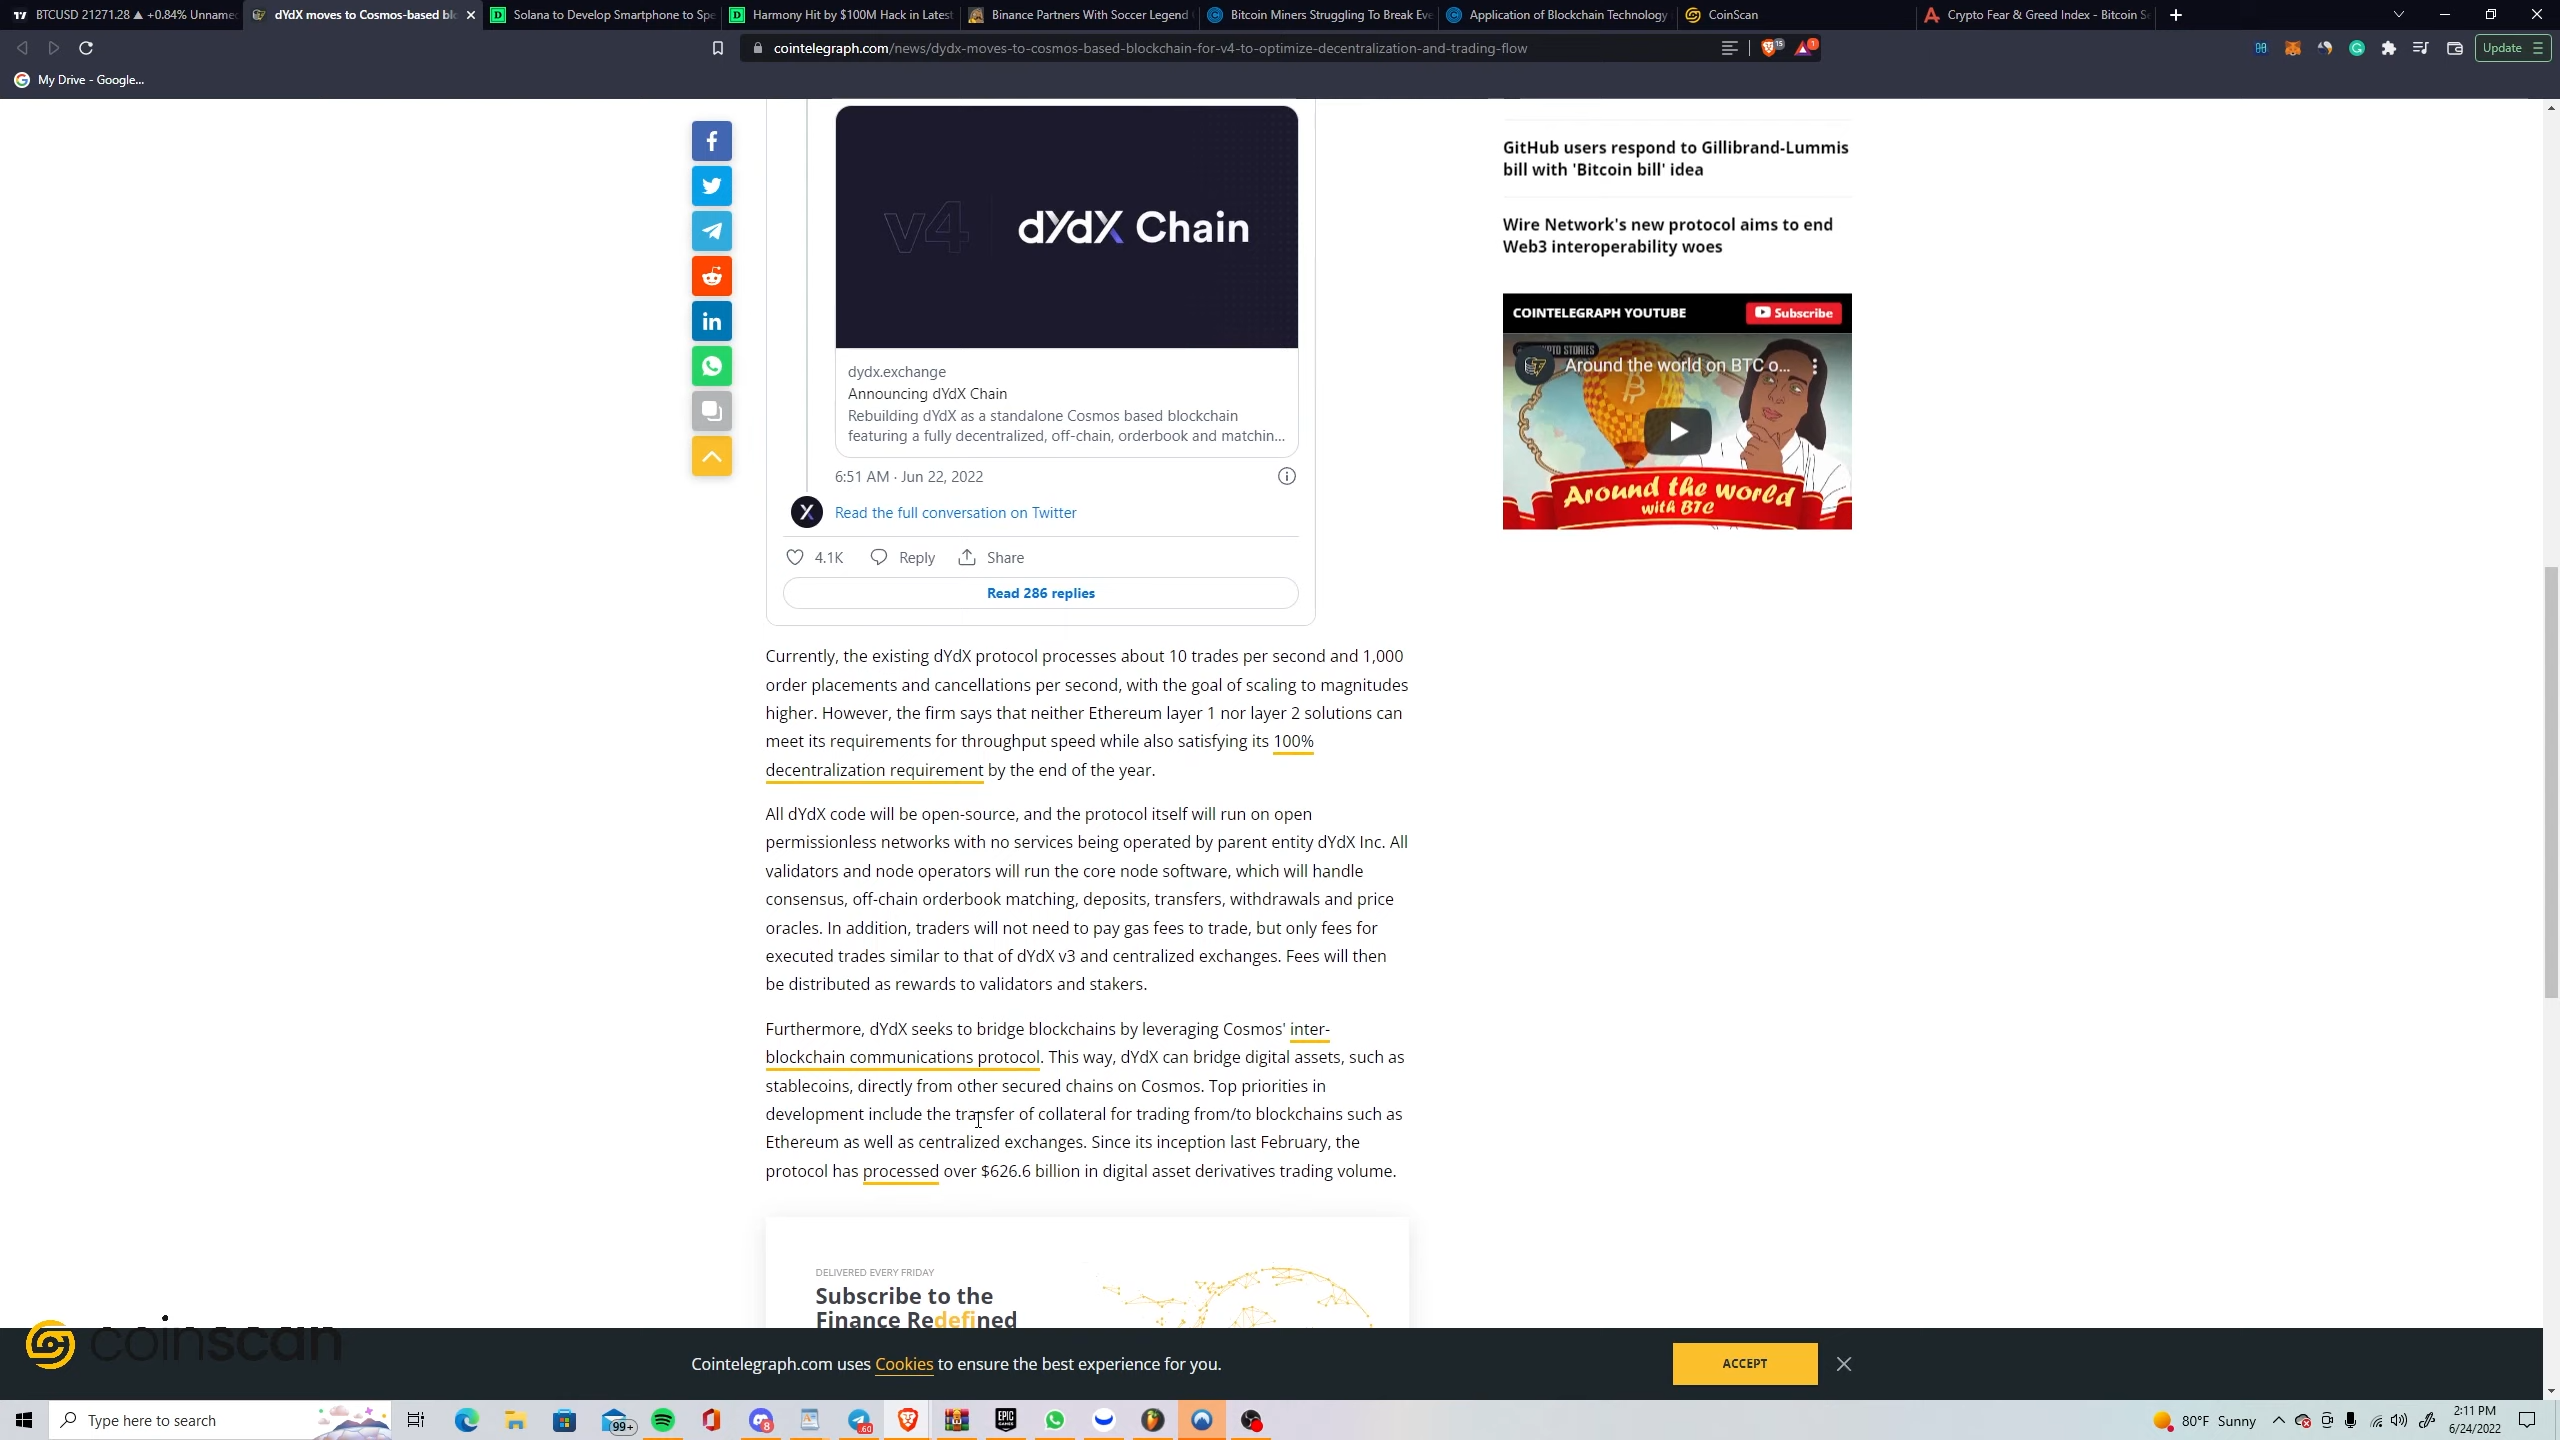 BTCUSD 21271.28 ▲ +0.84% Unnamed
dYdX moves to Cosmos-based blo
Solana to Develop Smartphone to Spe
Harmony Hit by $100M Hack in Latest
Binance Partners With Soccer Legend
Bitcoin Miners Struggling To Break Eve
Application of Blockchain Technology
CoinScan
Crypto Fear & Greed Index - Bitcoin Se
cointelegraph.com/news/dydx-moves-to-cosmos-based-blockchain-for-v4-to-optimize-decentralization-and-trading-flow
15
1
Update
My Drive - Google...
v4 dYdX Chain
dydx.exchange
Announcing dYdX Chain
Rebuilding dYdX as a standalone Cosmos based blockchain
featuring a fully decentralized, off-chain, orderbook and matchin...
6:51 AM · Jun 22, 2022
Read the full conversation on Twitter
4.1K Reply Share
Read 286 replies
Currently, the existing dYdX protocol processes about 10 trades per second and 1,000
order placements and cancellations per second, with the goal of scaling to magnitudes
higher. However, the firm says that neither Ethereum layer 1 nor layer 2 solutions can
meet its requirements for throughput speed while also satisfying its 100%
decentralization requirement by the end of the year.
All dYdX code will be open-source, and the protocol itself will run on open
permissionless networks with no services being operated by parent entity dYdX Inc. All
validators and node operators will run the core node software, which will handle
consensus, off-chain orderbook matching, deposits, transfers, withdrawals and price
oracles. In addition, traders will not need to pay gas fees to trade, but only fees for
executed trades similar to that of dYdX v3 and centralized exchanges. Fees will then
be distributed as rewards to validators and stakers.
Furthermore, dYdX seeks to bridge blockchains by leveraging Cosmos' inter-
blockchain communications protocol. This way, dYdX can bridge digital assets, such as
stablecoins, directly from other secured chains on Cosmos. Top priorities in
development include the transfer of collateral for trading from/to blockchains such as
Ethereum as well as centralized exchanges. Since its inception last February, the
protocol has processed over $626.6 billion in digital asset derivatives trading volume.
DELIVERED EVERY FRIDAY
Subscribe to the
Finance Redefined
GitHub users respond to Gillibrand-Lummis
bill with 'Bitcoin bill' idea
Wire Network's new protocol aims to end
Web3 interoperability woes
COINTELEGRAPH YOUTUBE Subscribe
Around the world on BTC o...
Around the world
with BTC
coinscan
Cointelegraph.com uses Cookies to ensure the best experience for you.
ACCEPT
Type here to search
99+
8
60
EPIC GAMES
80°F Sunny
2:11 PM
6/24/2022